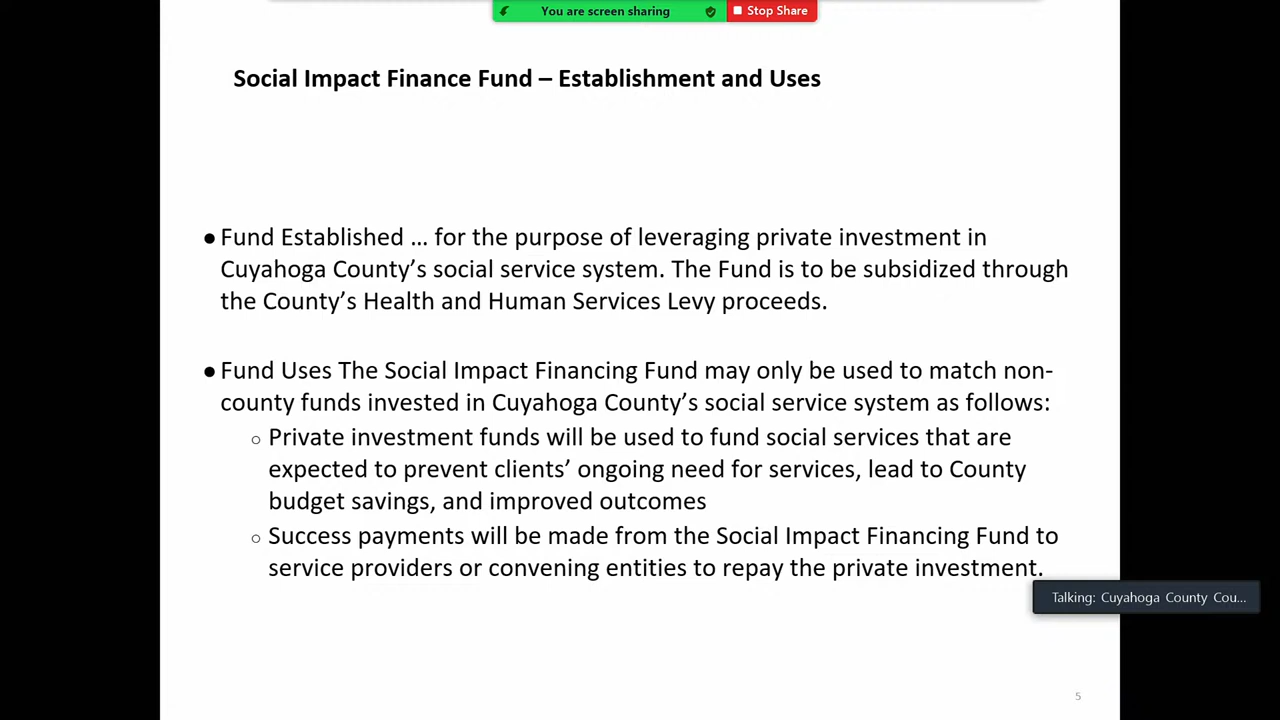 You are screen sharing
Stop Share
Social Impact Finance Fund – Establishment and Uses
● Fund Established … for the purpose of leveraging private investment in
Cuyahoga County’s social service system. The Fund is to be subsidized through
the County’s Health and Human Services Levy proceeds.
● Fund Uses The Social Impact Financing Fund may only be used to match non-
county funds invested in Cuyahoga County’s social service system as follows:
○ Private investment funds will be used to fund social services that are
expected to prevent clients’ ongoing need for services, lead to County
budget savings, and improved outcomes
○ Success payments will be made from the Social Impact Financing Fund to
service providers or convening entities to repay the private investment.
Talking: Cuyahoga County Cou...
5